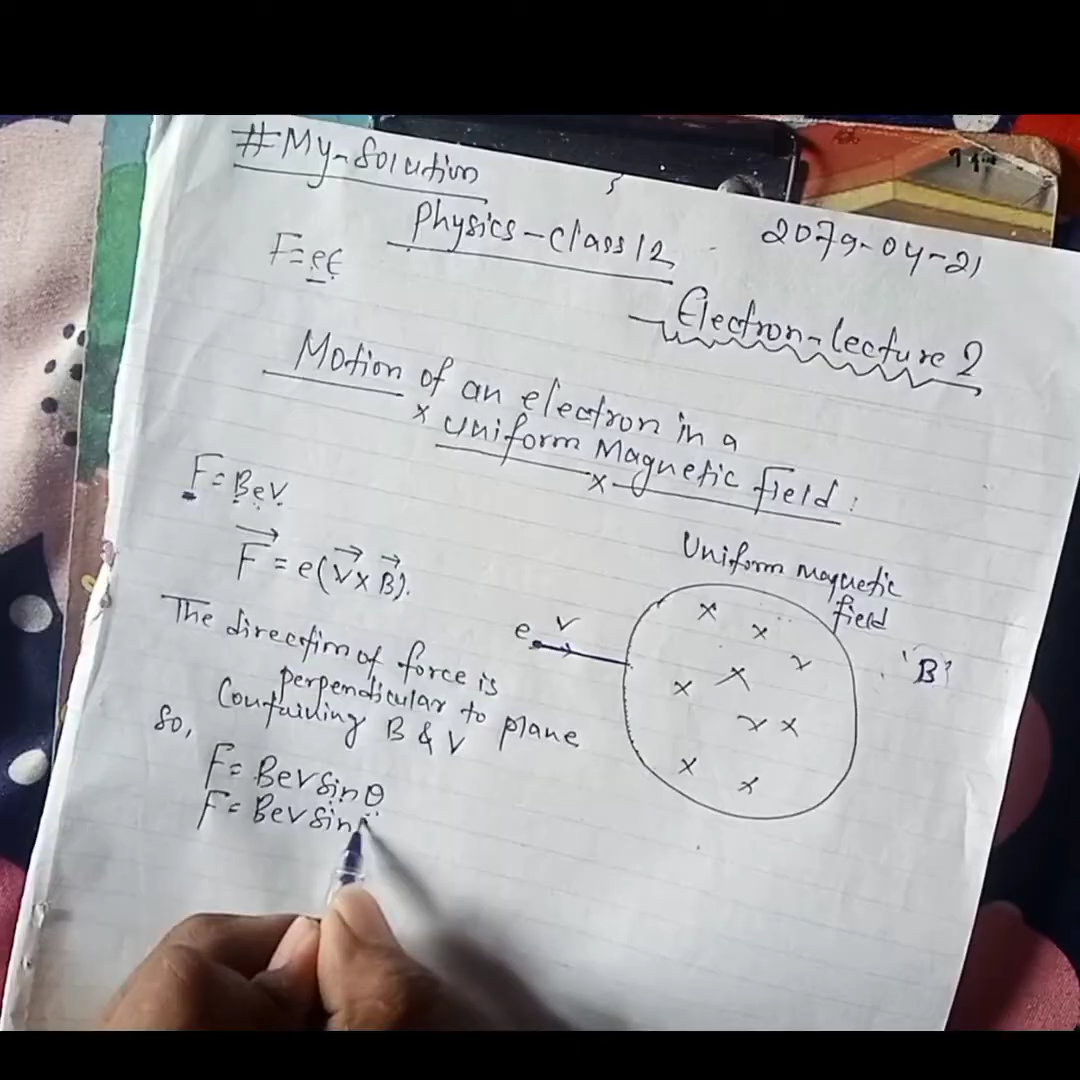 #My-Solution
Physics-class 12
2079-04-21
F=eE
Electron-lecture 2
Motion of an electron in a
Uniform Magnetic field:
F=Bev
F=e(v×B).
Uniform magnetic
field
'B'
e v
× × × × × × × × ×
The direction of force is
perpendicular to plane
Containing B & V
So,
F=Bevsinθ
F=Bevsin